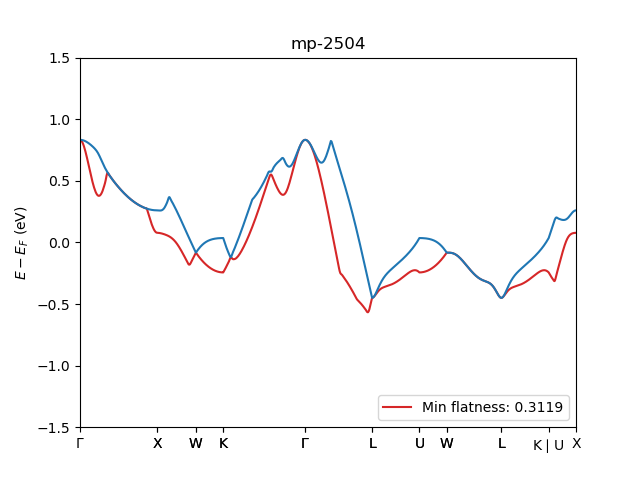 mp-2504
1.5
1.0
0.5
0.0
−0.5
−1.0
−1.5
E − E_F (eV)
Min flatness: 0.3119
Γ X W K Γ L U W L K | U X